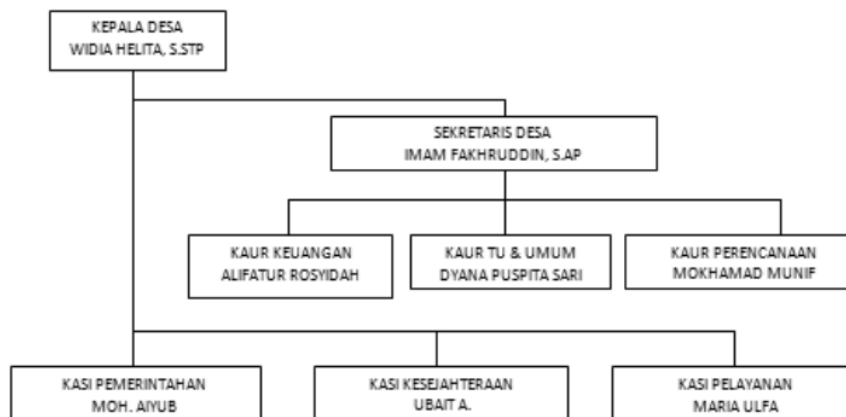 KEPALA DESA
WIDIA HELITA, S.STP
SEKRETARIS DESA
IMAM FAKHRUDDIN, S.AP
KAUR KEUANGAN
ALIFATUR ROSYIDAH
KAUR TU & UMUM
DYANA PUSPITA SARI
KAUR PERENCANAAN
MOKHAMAD MUNIF
KASI PEMERINTAHAN
MOH. AIYUB
KASI KESEJAHTERAAN
UBAIT A.
KASI PELAYANAN
MARIA ULFA